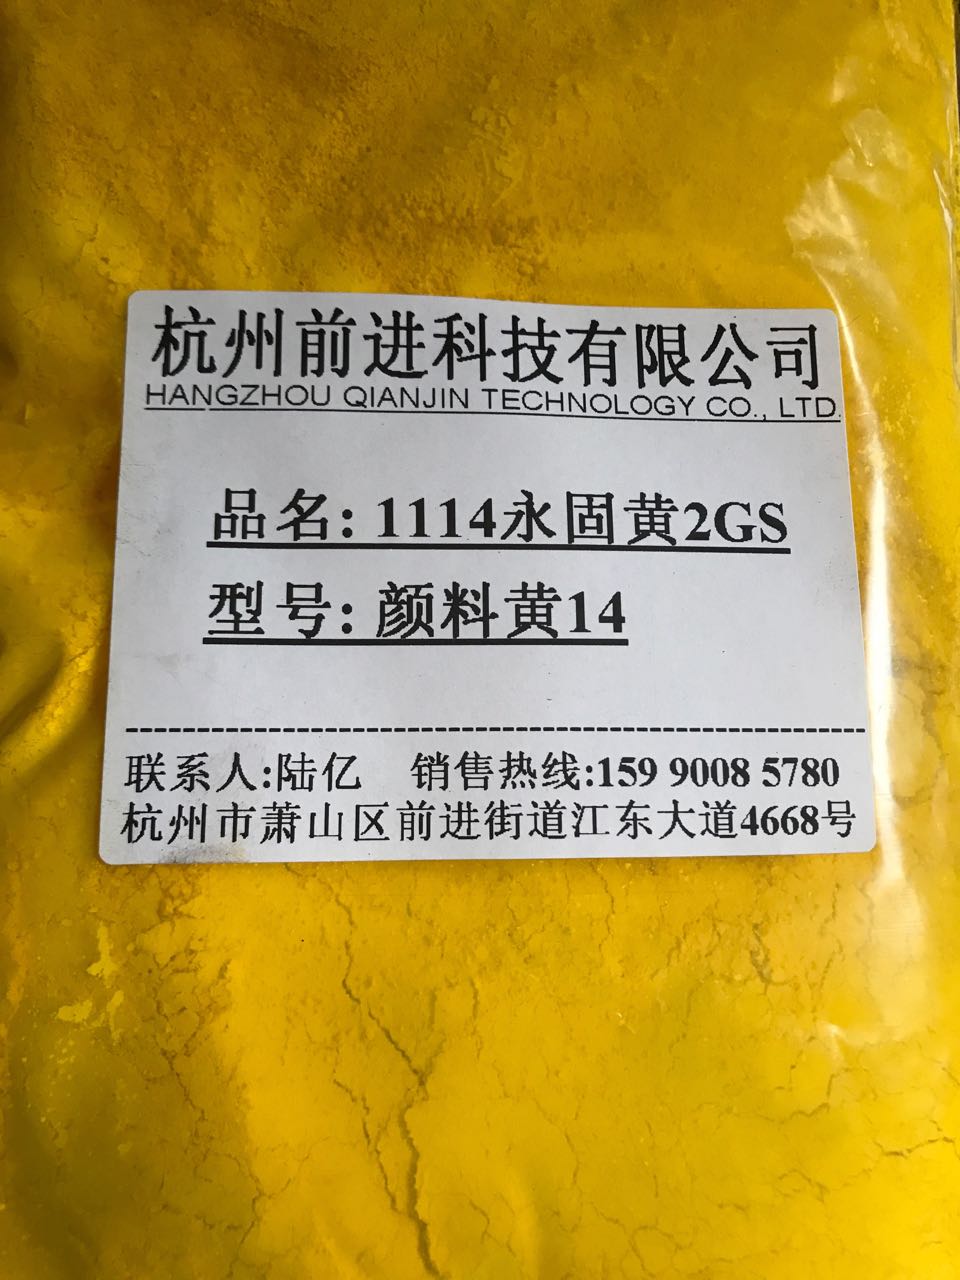 杭州前进科技有限公司
HANGZHOU QIANJIN TECHNOLOGY CO., LTD.
品名: 1114永固黄2GS
型号: 颜料黄14
联系人:陆亿 销售热线:159 9008 5780
杭州市萧山区前进街道江东大道4668号